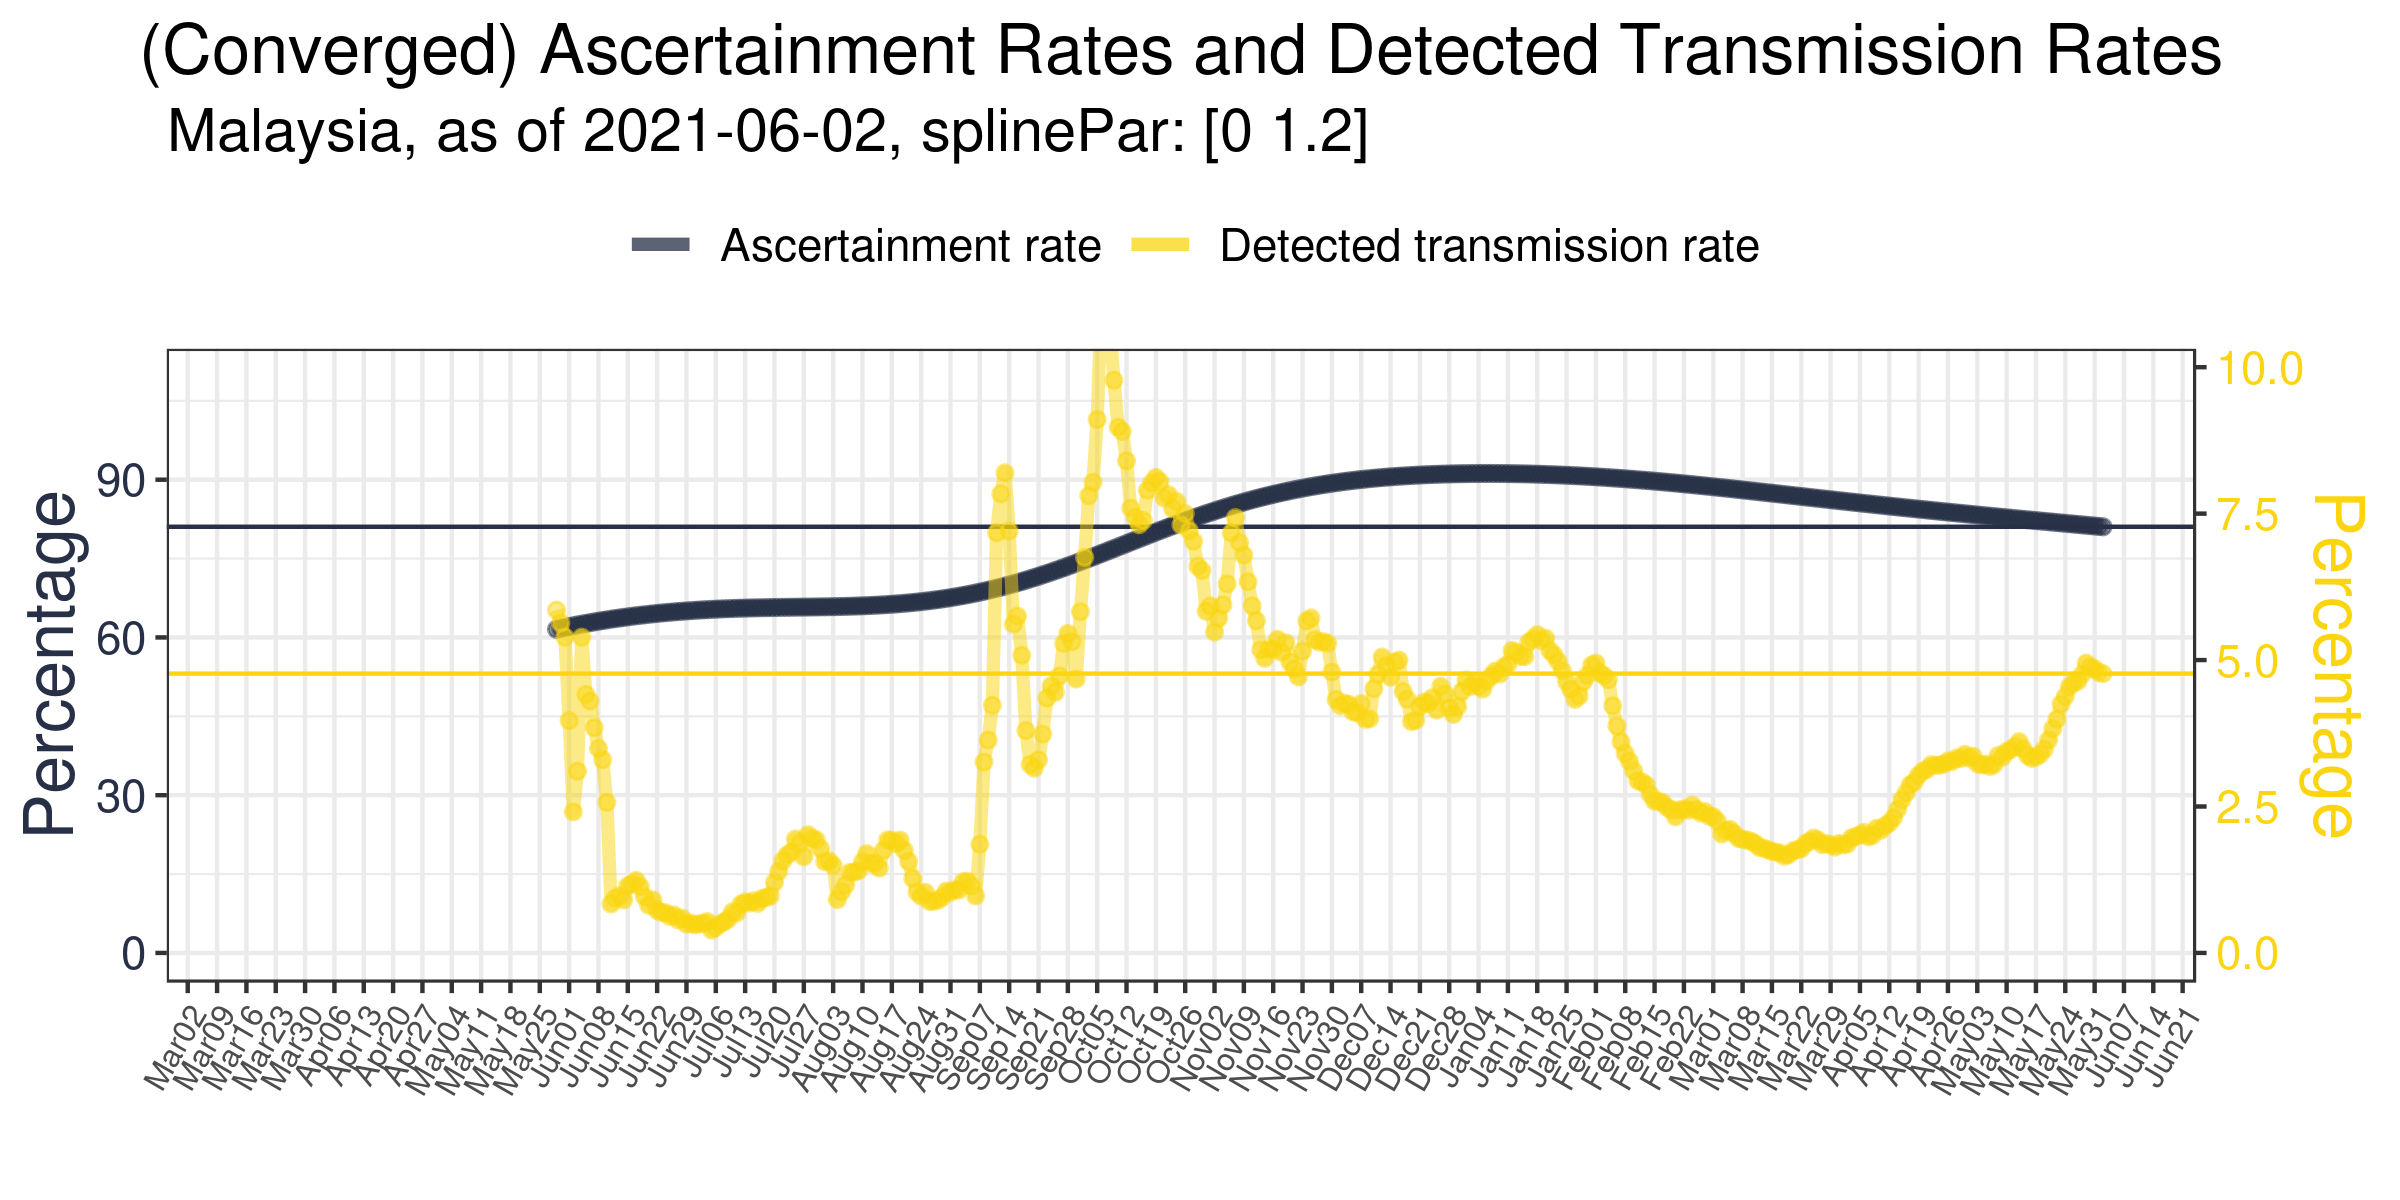 (Converged) Ascertainment Rates and Detected Transmission Rates
Malaysia, as of 2021-06-02, splinePar: [0 1.2]
Ascertainment rate
Detected transmission rate
Percentage
90
60
30
0
10.0
7.5
5.0
2.5
0.0
Percentage
Mar02
Mar09
Mar16
Mar23
Mar30
Apr06
Apr13
Apr20
Apr27
May04
May11
May18
May25
Jun01
Jun08
Jun15
Jun22
Jun29
Jul06
Jul13
Jul20
Jul27
Aug03
Aug10
Aug17
Aug24
Aug31
Sep07
Sep14
Sep21
Sep28
Oct05
Oct12
Oct19
Oct26
Nov02
Nov09
Nov16
Nov23
Nov30
Dec07
Dec14
Dec21
Dec28
Jan04
Jan11
Jan18
Jan25
Feb01
Feb08
Feb15
Feb22
Mar01
Mar08
Mar15
Mar22
Mar29
Apr05
Apr12
Apr19
Apr26
May03
May10
May17
May24
May31
Jun07
Jun14
Jun21